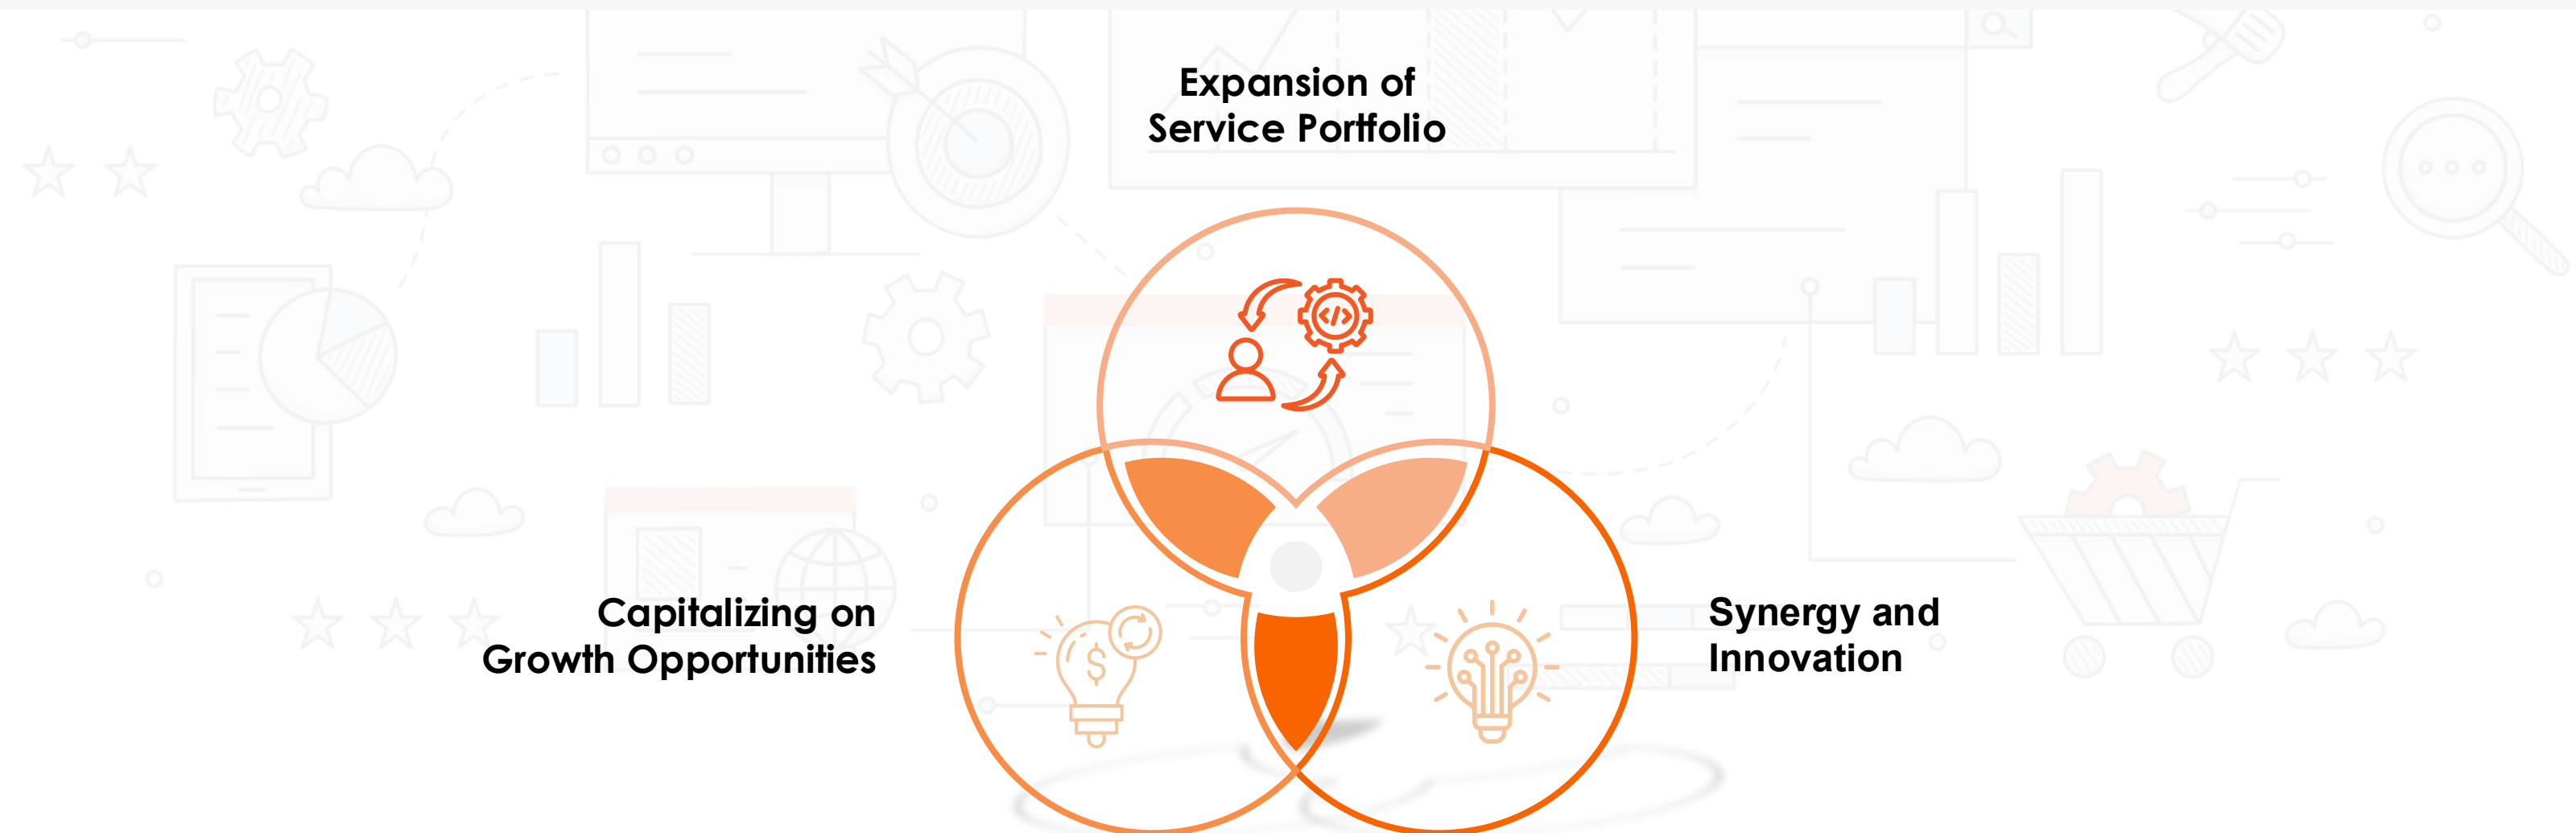 Expansion of
Service Portfolio
Capitalizing on
Growth Opportunities
Synergy and
Innovation